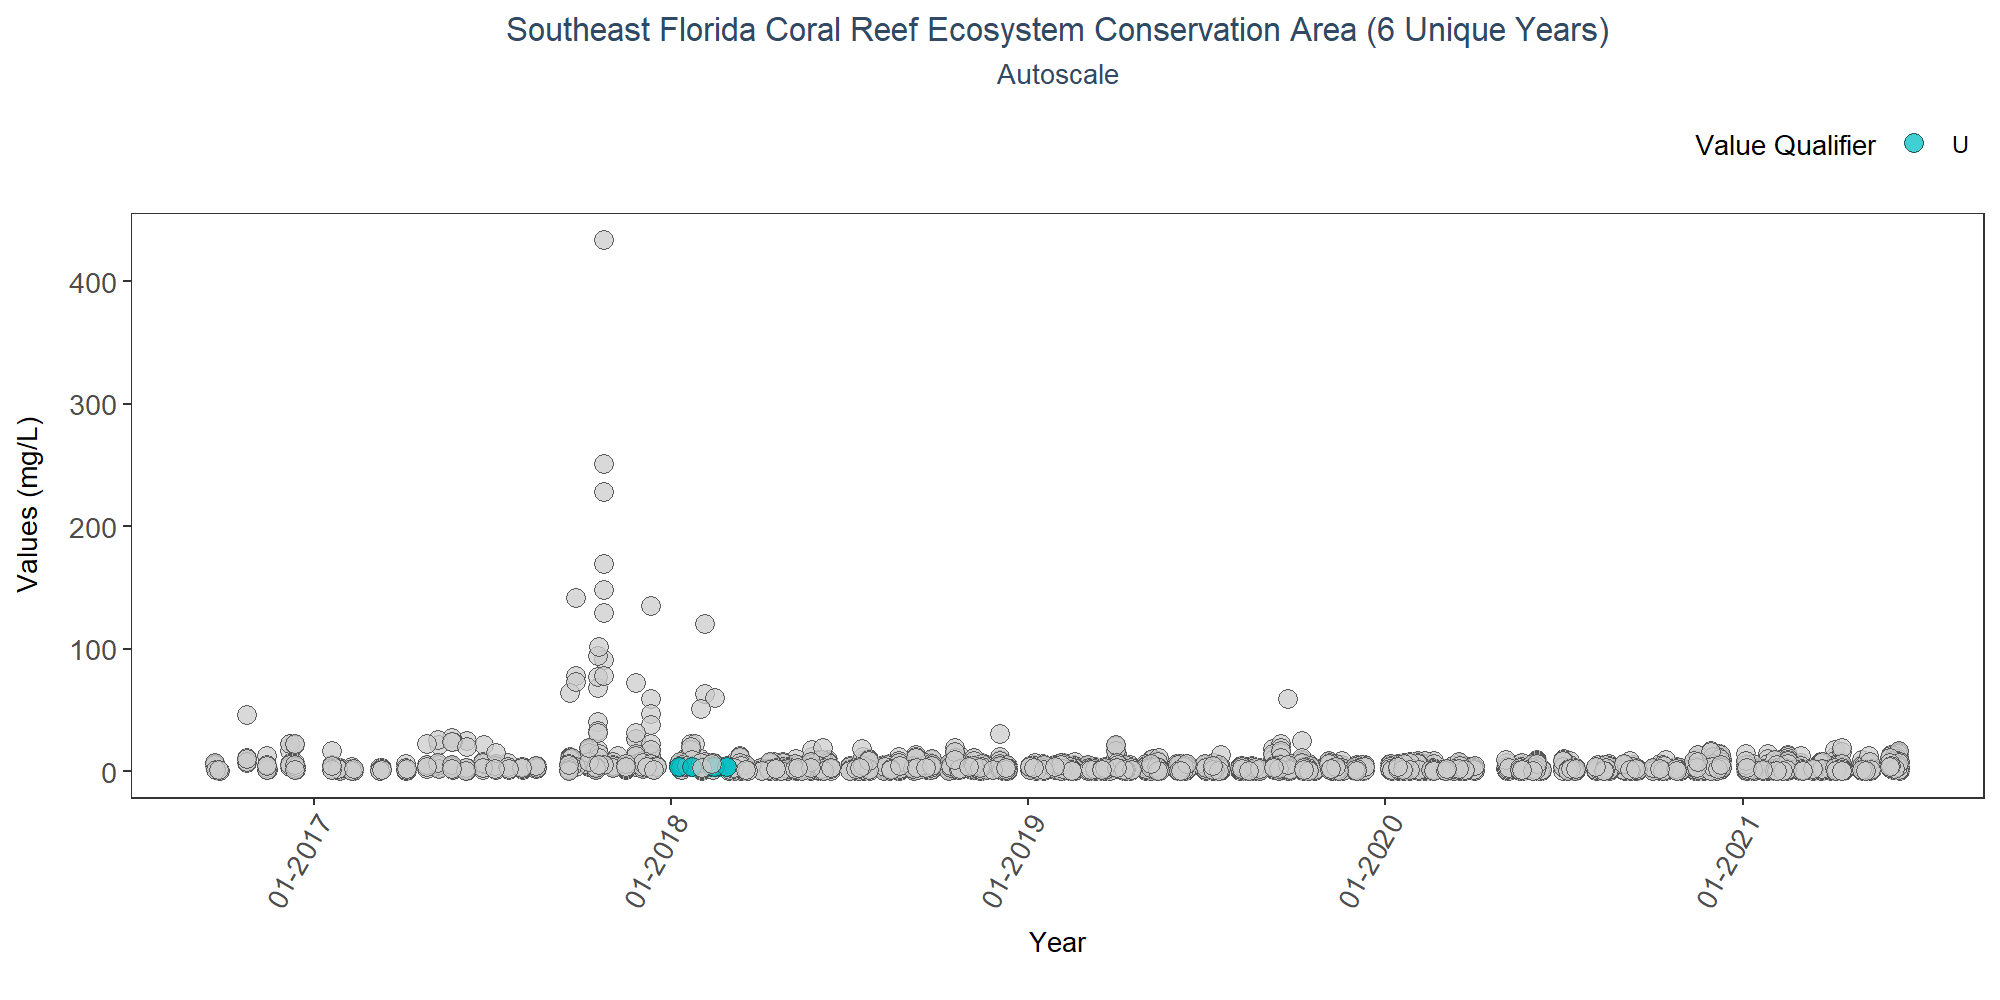 Southeast Florida Coral Reef Ecosystem Conservation Area (6 Unique Years)
Autoscale
Value Qualifier U
Values (mg/L)
400
300
200
100
0
01-2017
01-2018
01-2019
01-2020
01-2021
Year